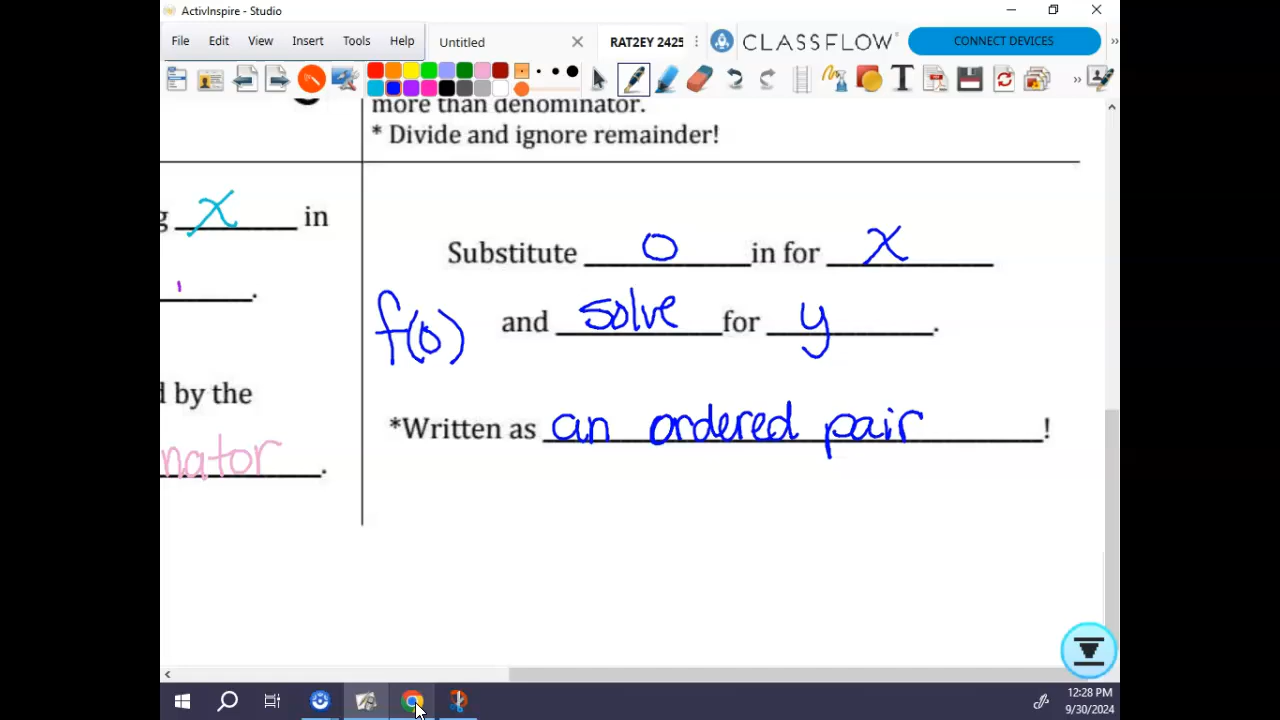 ActivInspire - Studio
File Edit View Insert Tools Help Untitled RAT2EY 2425 CLASSFLOW CONNECT DEVICES
more than denominator.
* Divide and ignore remainder!
g x in
Substitute 0 in for x
f(0) and solve for y.
d by the
*Written as an ordered pair!
nator.
12:28 PM
9/30/2024